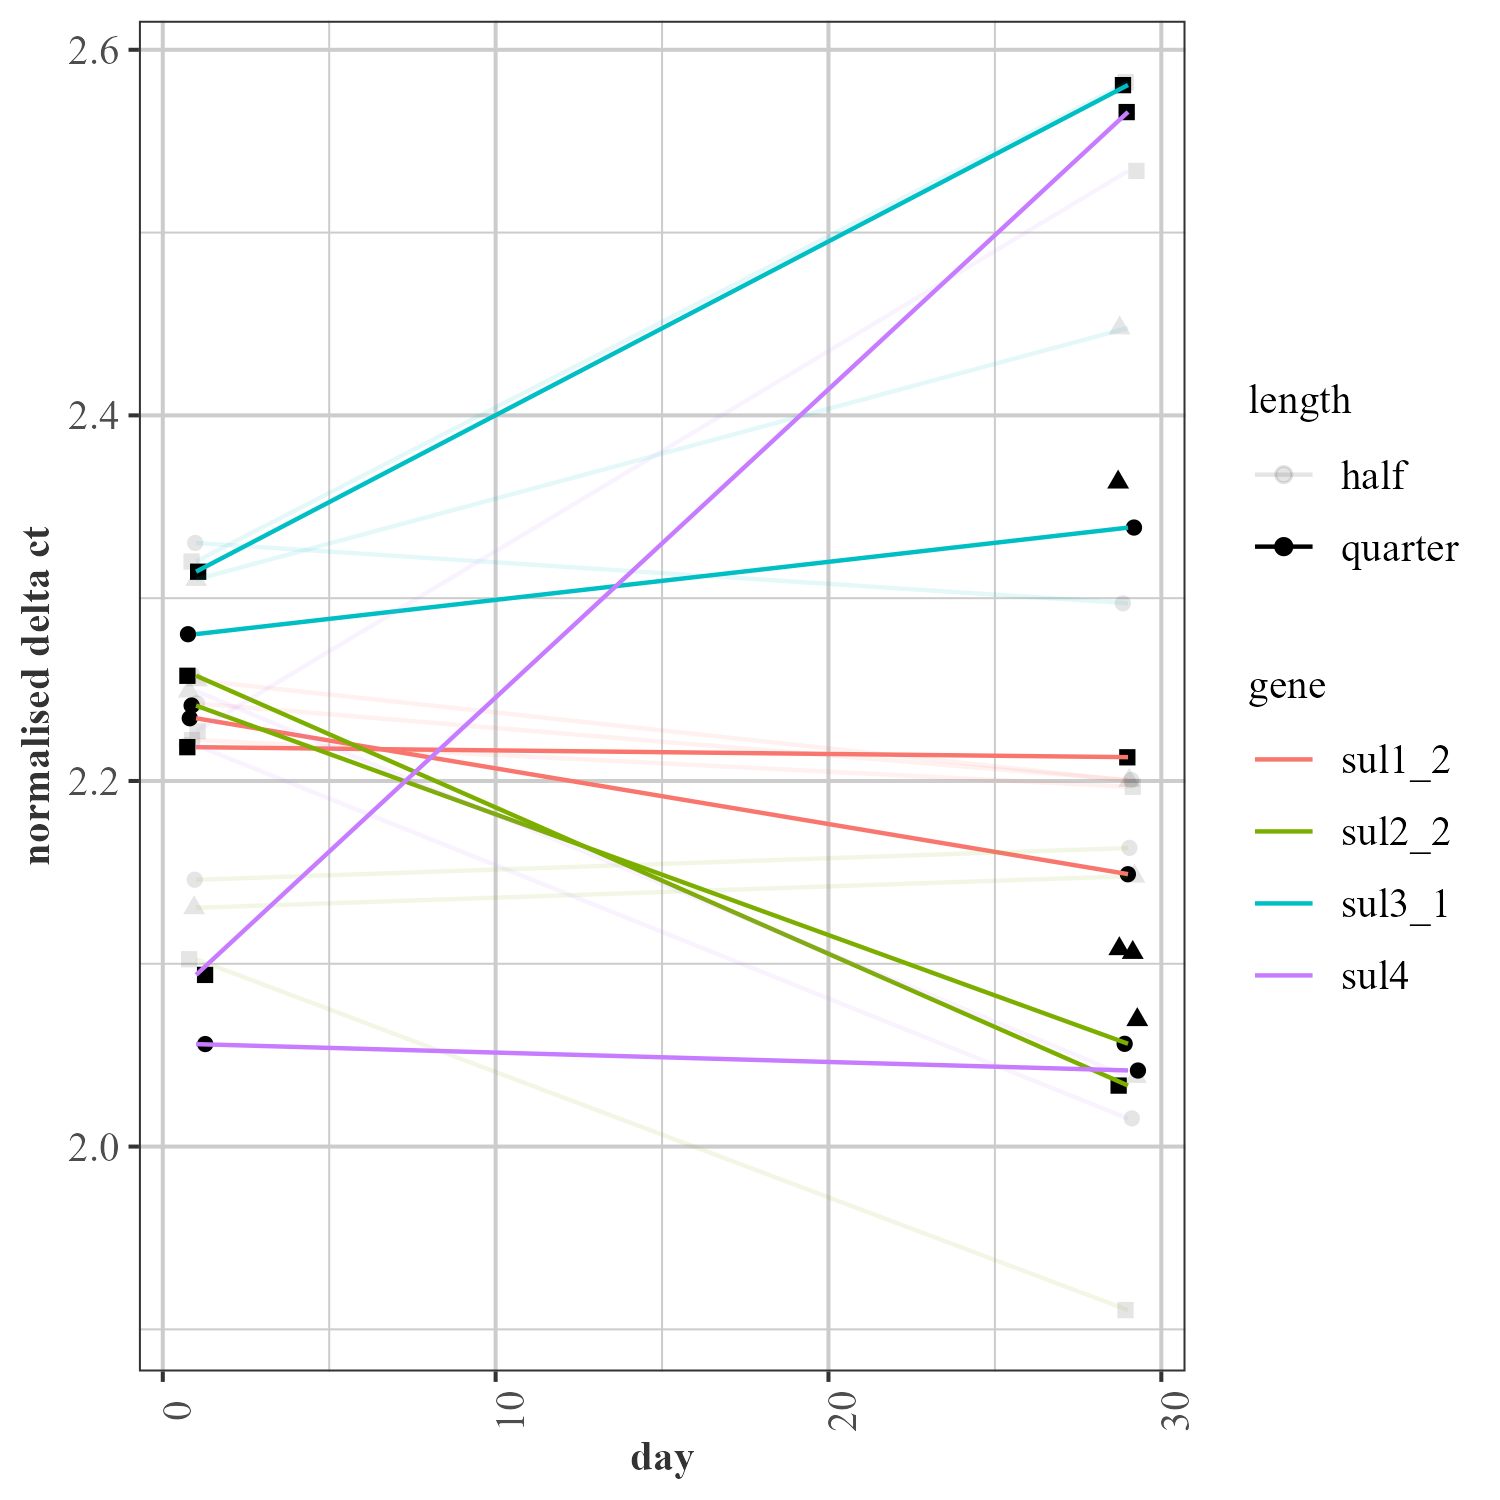 2.6
2.4
2.2
2.0
normalised delta ct
0
10
20
30
day
length
half
quarter
gene
sul1_2
sul2_2
sul3_1
sul4